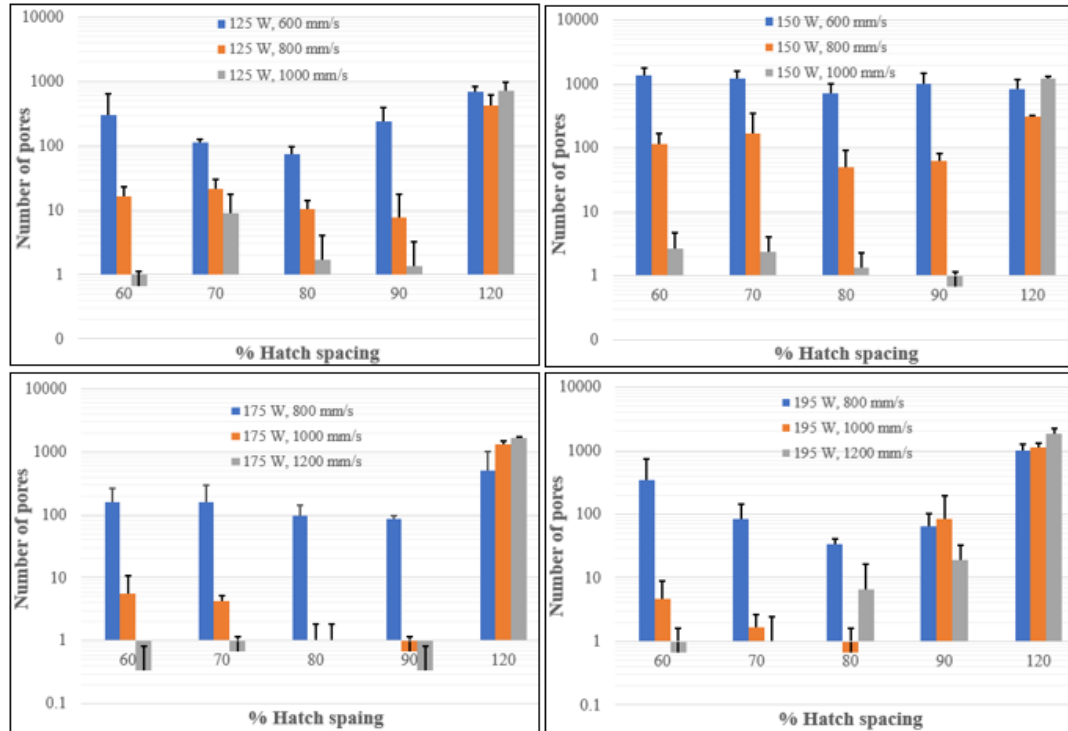 10000
1000
100
10
1
0
Number of pores
125 W, 600 mm/s
125 W, 800 mm/s
125 W, 1000 mm/s
60 70 80 90 120
% Hatch spacing
10000
1000
100
10
1
0
Number of pores
150 W, 600 mm/s
150 W, 800 mm/s
150 W, 1000 mm/s
60 70 80 90 120
% Hatch spacing
10000
1000
100
10
1
0.1
Number of pores
175 W, 800 mm/s
175 W, 1000 mm/s
175 W, 1200 mm/s
60 70 80 90 120
% Hatch spaing
10000
1000
100
10
1
0.1
Number of pores
195 W, 800 mm/s
195 W, 1000 mm/s
195 W, 1200 mm/s
60 70 80 90 120
% Hatch spacing